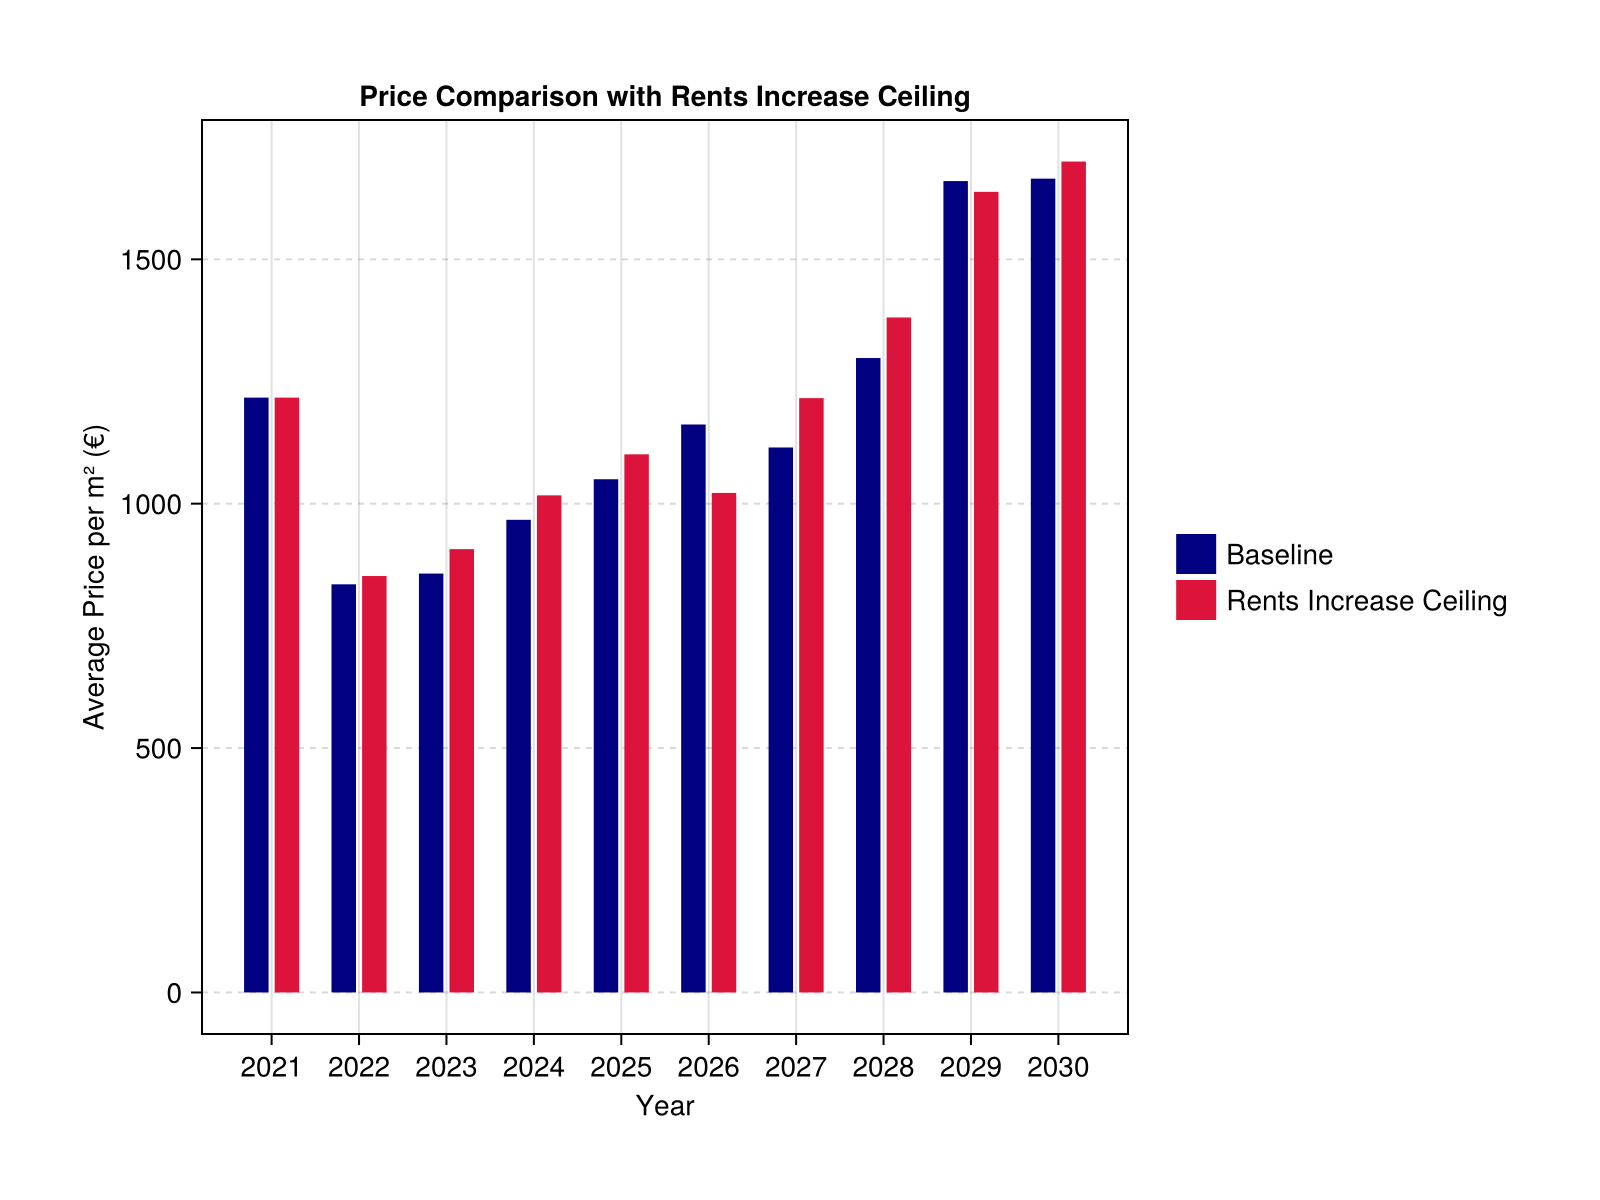 Price Comparison with Rents Increase Ceiling
Average Price per m² (€)
1500
1000
500
0
2021 2022 2023 2024 2025 2026 2027 2028 2029 2030
Year
Baseline
Rents Increase Ceiling